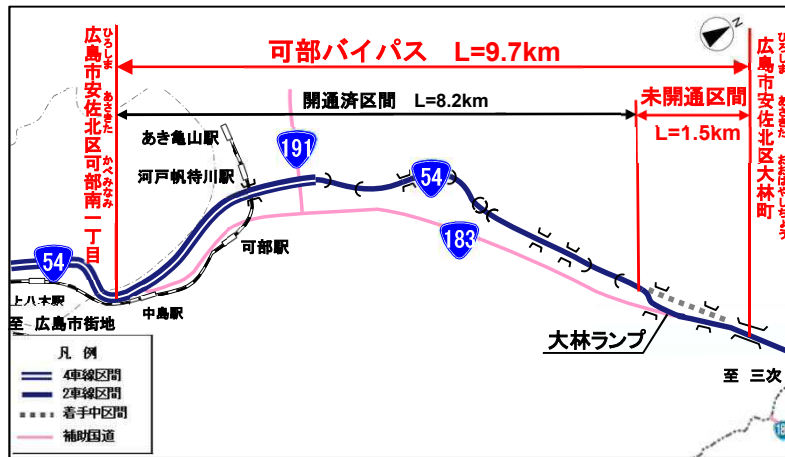 可部バイパス L=9.7km
N
開通済区間 L=8.2km
未開通区間
L=1.5km
ひろしま あさきた かべみなみ
広島市安佐北区可部南一丁目
ひろしま あさきた おおばやしちょう
広島市安佐北区大林町
あき亀山駅
191
河戸帆待川駅
54
可部駅
183
54
上八木駅
中島駅
至 広島市街地
大林ランプ
至 三次
凡 例
4車線区間
2車線区間
着手中区間
補助国道